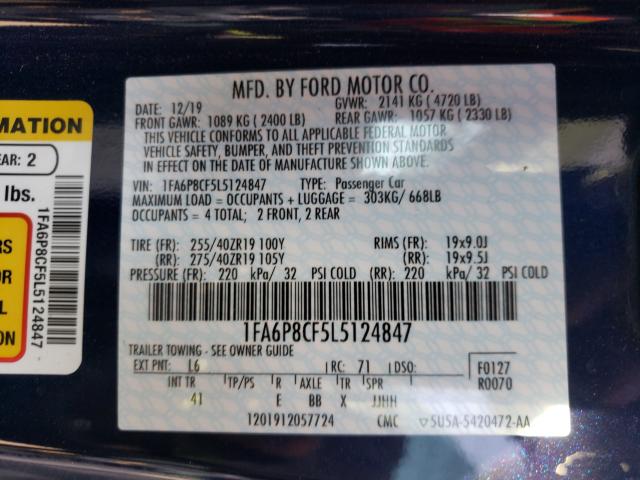 MFD. BY FORD MOTOR CO.
DATE: 12/19 GVWR: 2141 KG ( 4720 LB)
FRONT GAWR: 1089 KG ( 2400 LB) REAR GAWR: 1057 KG ( 2330 LB)
THIS VEHICLE CONFORMS TO ALL APPLICABLE FEDERAL MOTOR
VEHICLE SAFETY, BUMPER, AND THEFT PREVENTION STANDARDS
IN EFFECT ON THE DATE OF MANUFACTURE SHOWN ABOVE.
VIN: 1FA6P8CF5L5124847 TYPE: Passenger Car
MAXIMUM LOAD = OCCUPANTS + LUGGAGE = 303KG/ 668LB
OCCUPANTS = 4 TOTAL; 2 FRONT, 2 REAR
TIRE (FR): 255/40ZR19 100Y RIMS (FR): 19x9.0J
(RR): 275/40ZR19 105Y (RR): 19x9.5J
PRESSURE (FR): 220 kPa/ 32 PSI COLD (RR): 220 kPa/ 32 PSI COLD
1FA6P8CF5L5124847
TRAILER TOWING - SEE OWNER GUIDE
EXT PNT: L6 RC: 71 DSO: F0127
INT TR TP/PS R AXLE TR SPR R0070
41 E BB X JJHH
1201912057724 CMC 5U5A-5420472-AA
MATION
EAR: 2
lbs.
RS
OR
L
ON
1FA6P8CF5L5124847